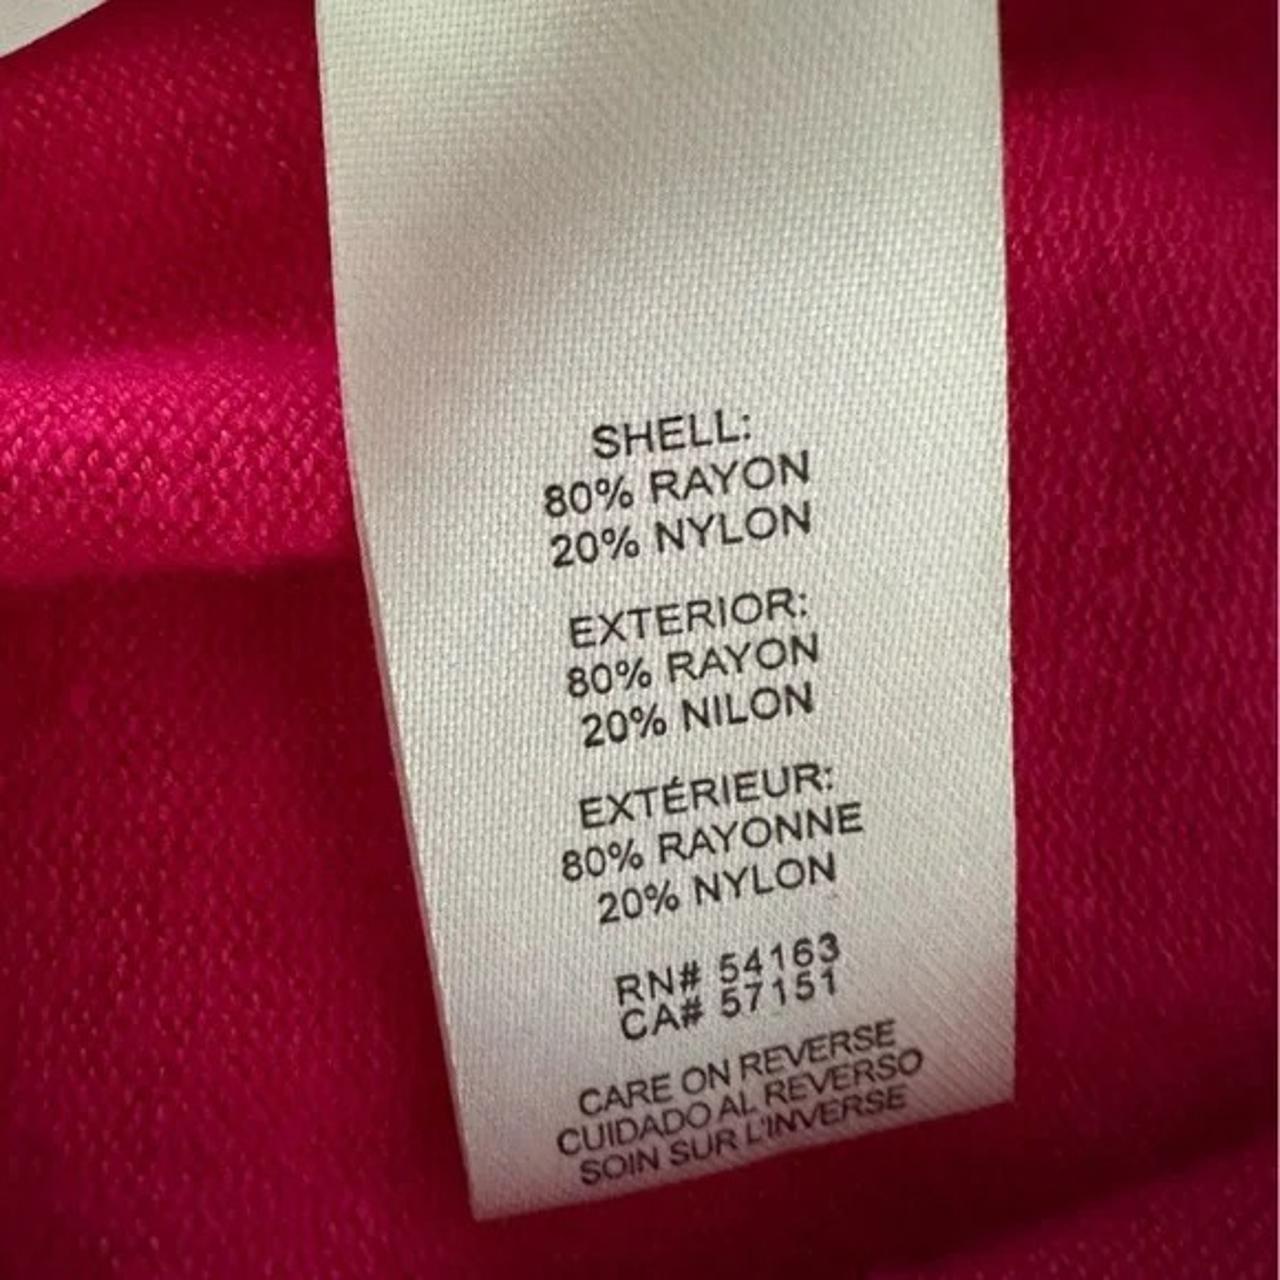 SHELL:
80% RAYON
20% NYLON
EXTERIOR:
80% RAYON
20% NILON
EXTÉRIEUR:
80% RAYONNE
20% NYLON
RN# 54163
CA# 57151
CARE ON REVERSE
CUIDADO AL REVERSO
SOIN SUR L'INVERSE